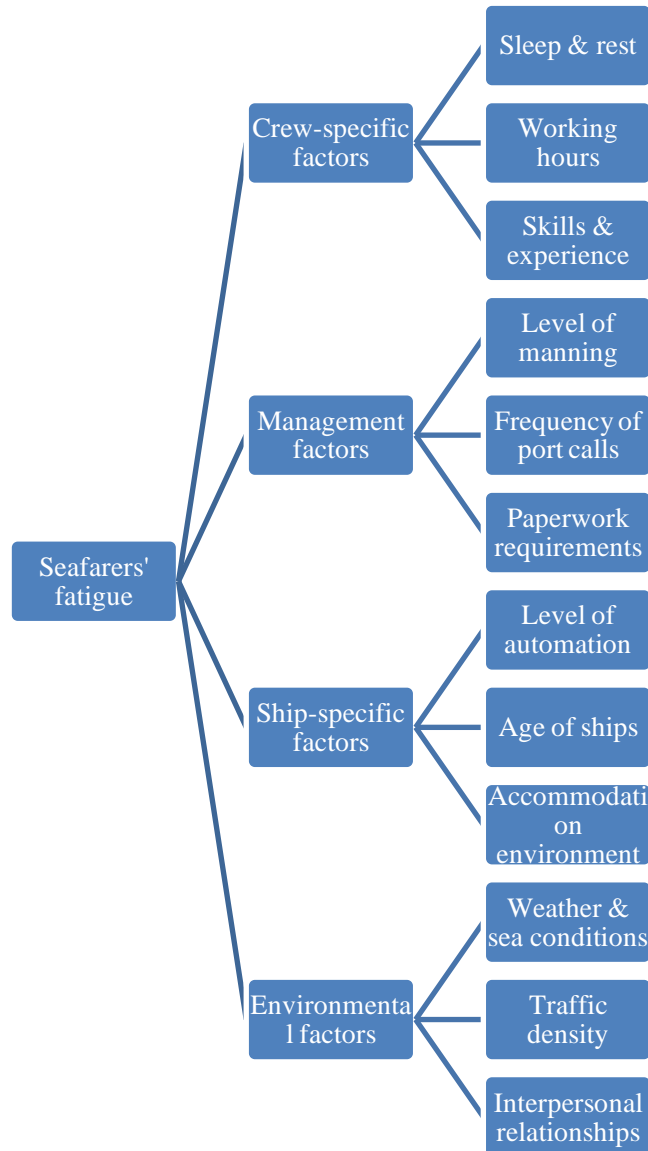 Sleep & rest
Crew-specific
factors
Working
hours
Skills &
experience
Level of
manning
Management
factors
Frequency of
port calls
Paperwork
requirements
Seafarers'
fatigue
Level of
automation
Ship-specific
factors
Age of ships
Accommodati
on
environment
Weather &
sea conditions
Environmenta
l factors
Traffic
density
Interpersonal
relationships